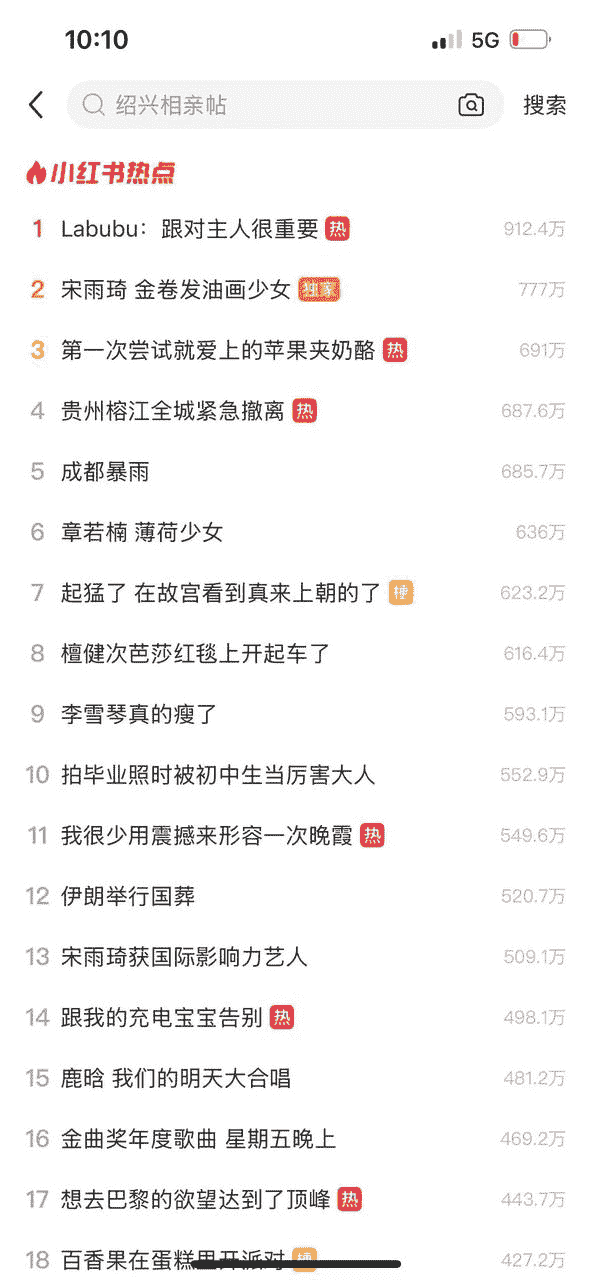 10:10
5G
绍兴相亲帖
搜索
小红书热点
1 Labubu：跟对主人很重要 热 912.4万
2 宋雨琦 金卷发油画少女 独家 777万
3 第一次尝试就爱上的苹果夹奶酪 热 691万
4 贵州榕江全城紧急撤离 热 687.6万
5 成都暴雨 685.7万
6 章若楠 薄荷少女 636万
7 起猛了 在故宫看到真来上朝的了 623.2万
8 檀健次芭莎红毯上开起车了 616.4万
9 李雪琴真的瘦了 593.1万
10 拍毕业照时被初中生当厉害大人 552.9万
11 我很少用震撼来形容一次晚霞 热 549.6万
12 伊朗举行国葬 520.7万
13 宋雨琦获国际影响力艺人 509.1万
14 跟我的充电宝宝告别 热 498.1万
15 鹿晗 我们的明天大合唱 481.2万
16 金曲奖年度歌曲 星期五晚上 469.2万
17 想去巴黎的欲望达到了顶峰 热 443.7万
18 百香果在蛋糕里开派对 427.2万